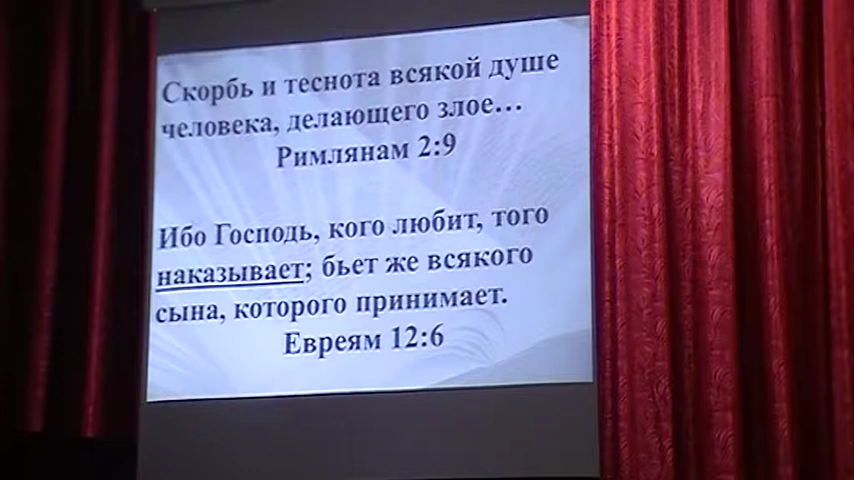 Скорбь и теснота всякой душе
человека, делающего злое...
Римлянам 2:9
Ибо Господь, кого любит, того
наказывает; бьет же всякого
сына, которого принимает.
Евреям 12:6